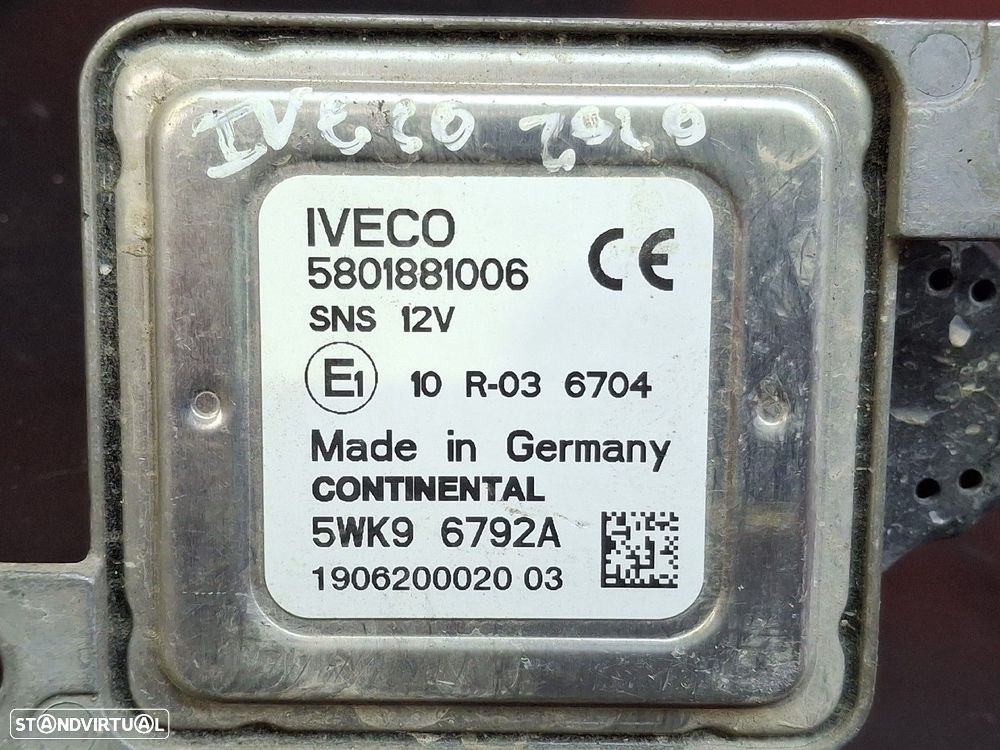 IVECO 2020
IVECO
5801881006
CE
SNS 12V
E1 10 R-03 6704
Made in Germany
CONTINENTAL
5WK9 6792A
1906200020 03
STANDVIRTUAL